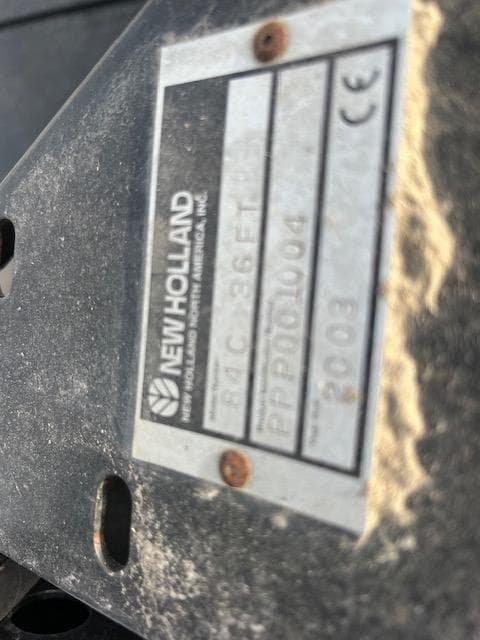 NEW HOLLAND
NEW HOLLAND NORTH AMERICA, INC.
84C 36FT
PPP001004
2003
CE